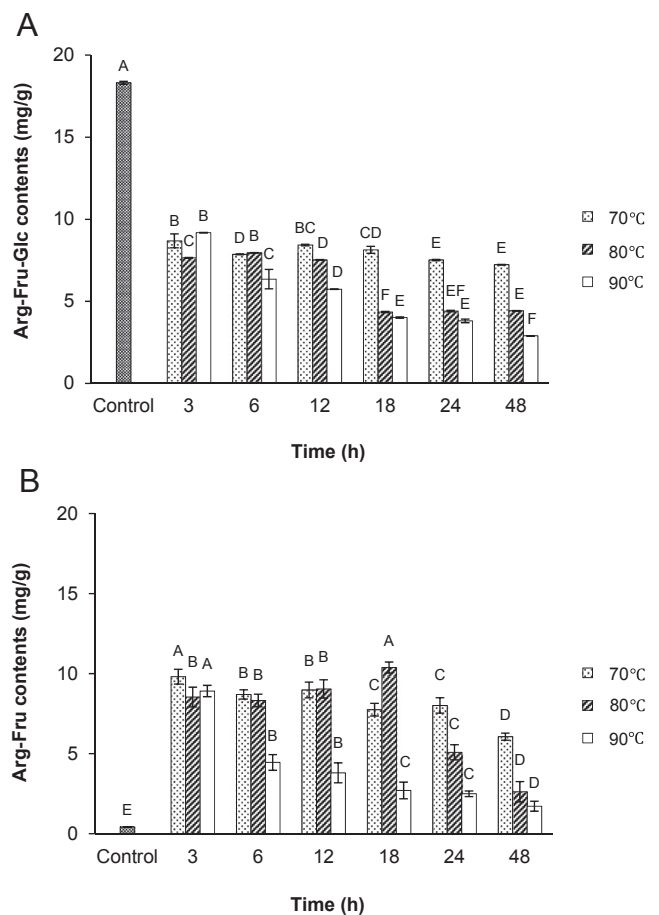 A
Arg-Fru-Glc contents (mg/g)
20
15
10
5
0
A
B
C
B
D
B
C
BC
D
D
CD
F
E
E
EF
E
E
E
F
70℃
80℃
90℃
Control 3 6 12 18 24 48
Time (h)
B
Arg-Fru contents (mg/g)
20
15
10
5
0
E
A
B
A
B
B
B
B
B
B
C
A
C
C
C
C
D
D
D
70℃
80℃
90℃
Control 3 6 12 18 24 48
Time (h)